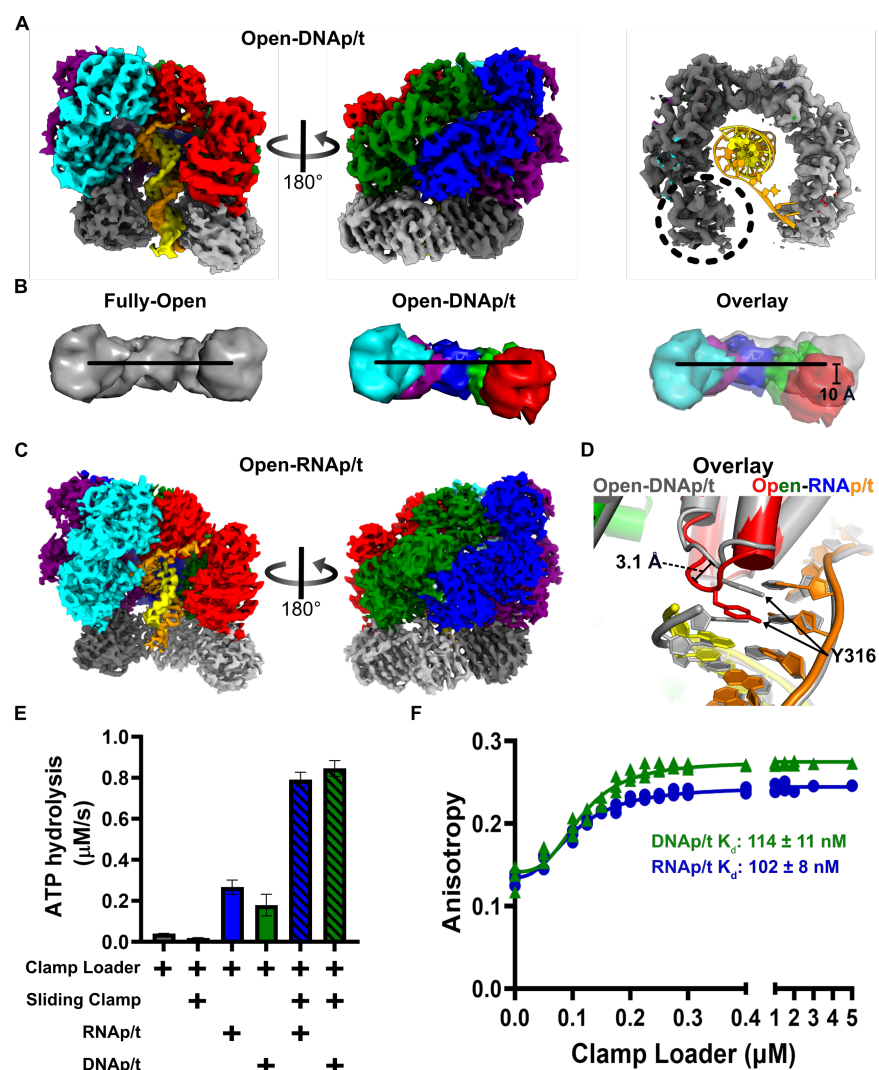 A
Open-DNAp/t
180°
B
Fully-Open
Open-DNAp/t
Overlay
10 Å
C
Open-RNAp/t
180°
D
Overlay
Open-DNAp/t
Open-RNAp/t
3.1 Å
Y316
E
ATP hydrolysis
(μM/s)
1.0
0.8
0.6
0.4
0.2
0.0
Clamp Loader + + + + + +
Sliding Clamp + + +
RNAp/t + +
DNAp/t + +
F
Anisotropy
0.3
0.2
0.1
0.0
DNAp/t Kd: 114 ± 11 nM
RNAp/t Kd: 102 ± 8 nM
0.0 0.1 0.2 0.3 0.4 1 2 3 4 5
Clamp Loader (μM)